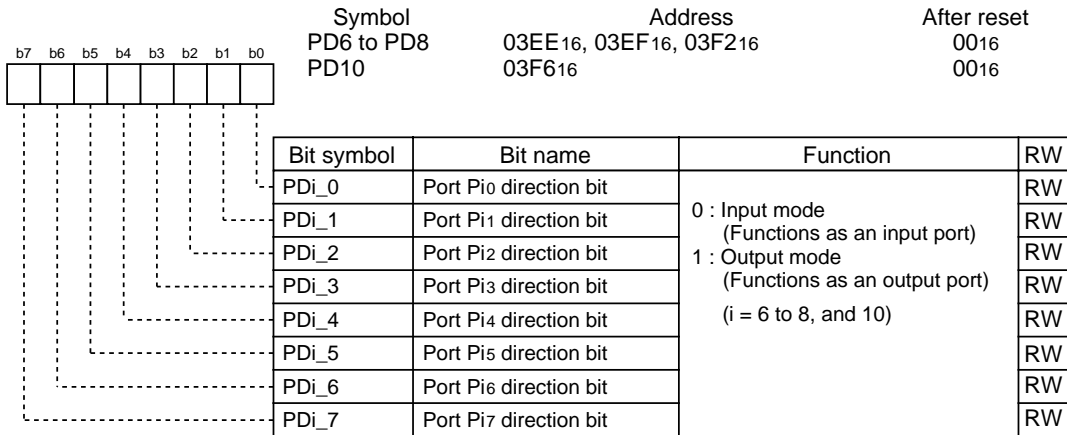 Symbol Address After reset
PD6 to PD8 03EE16, 03EF16, 03F216 0016
PD10 03F616 0016
b7 b6 b5 b4 b3 b2 b1 b0
Bit symbol Bit name Function RW
PDi_0 Port Pi0 direction bit RW
PDi_1 Port Pi1 direction bit RW
PDi_2 Port Pi2 direction bit RW
PDi_3 Port Pi3 direction bit RW
PDi_4 Port Pi4 direction bit RW
PDi_5 Port Pi5 direction bit RW
PDi_6 Port Pi6 direction bit RW
PDi_7 Port Pi7 direction bit RW
0 : Input mode
(Functions as an input port)
1 : Output mode
(Functions as an output port)
(i = 6 to 8, and 10)